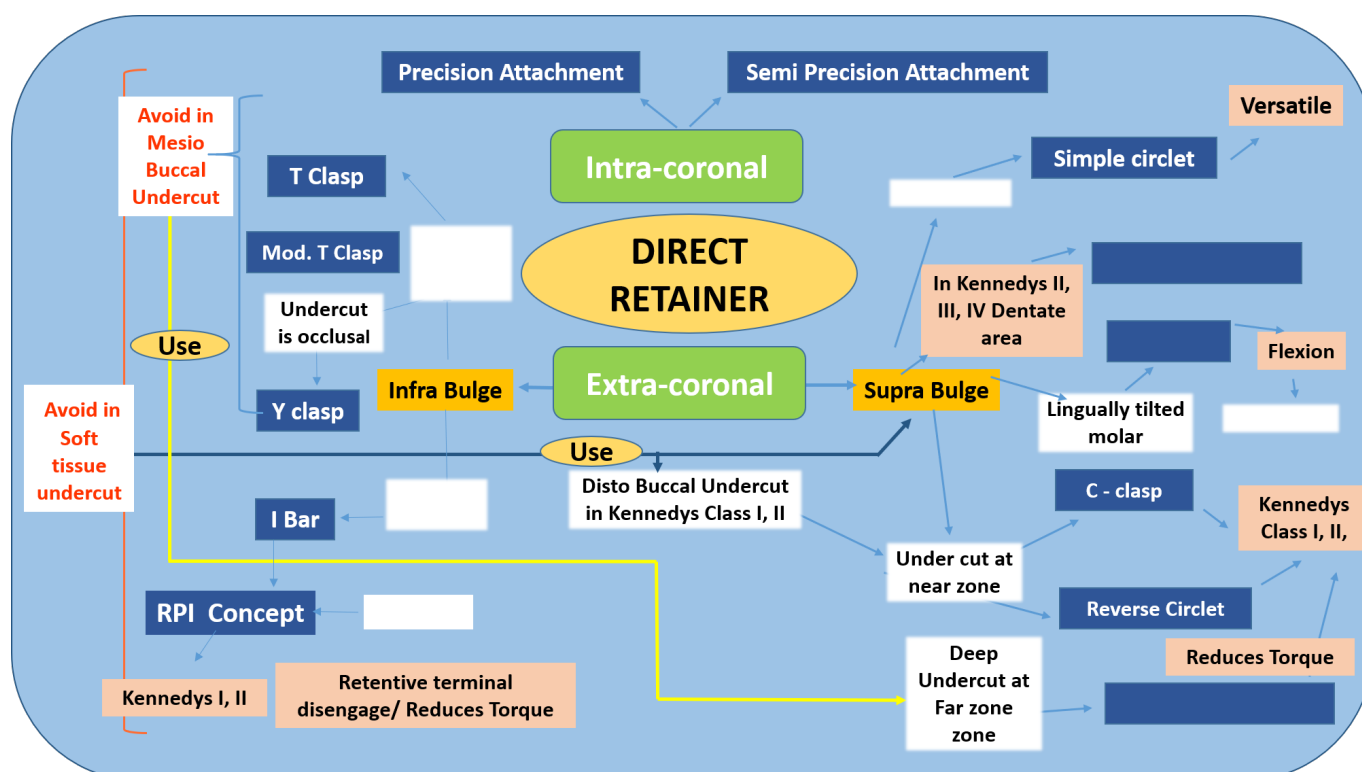 Precision Attachment
Semi Precision Attachment
Versatile
Avoid in
Mesio
Buccal
Undercut
T Clasp
Intra-coronal
Simple circlet
Mod. T Clasp
DIRECT
RETAINER
In Kennedys II,
III, IV Dentate
area
Undercut
is occlusal
Use
Flexion
Infra Bulge
Extra-coronal
Supra Bulge
Y clasp
Lingually tilted
molar
Avoid in
Soft
tissue
undercut
Use
Disto Buccal Undercut
in Kennedys Class I, II
C - clasp
Kennedys
Class I, II,
I Bar
Under cut at
near zone
RPI Concept
Reverse Circlet
Deep
Undercut at
Far zone
zone
Reduces Torque
Kennedys I, II
Retentive terminal
disengage/ Reduces Torque